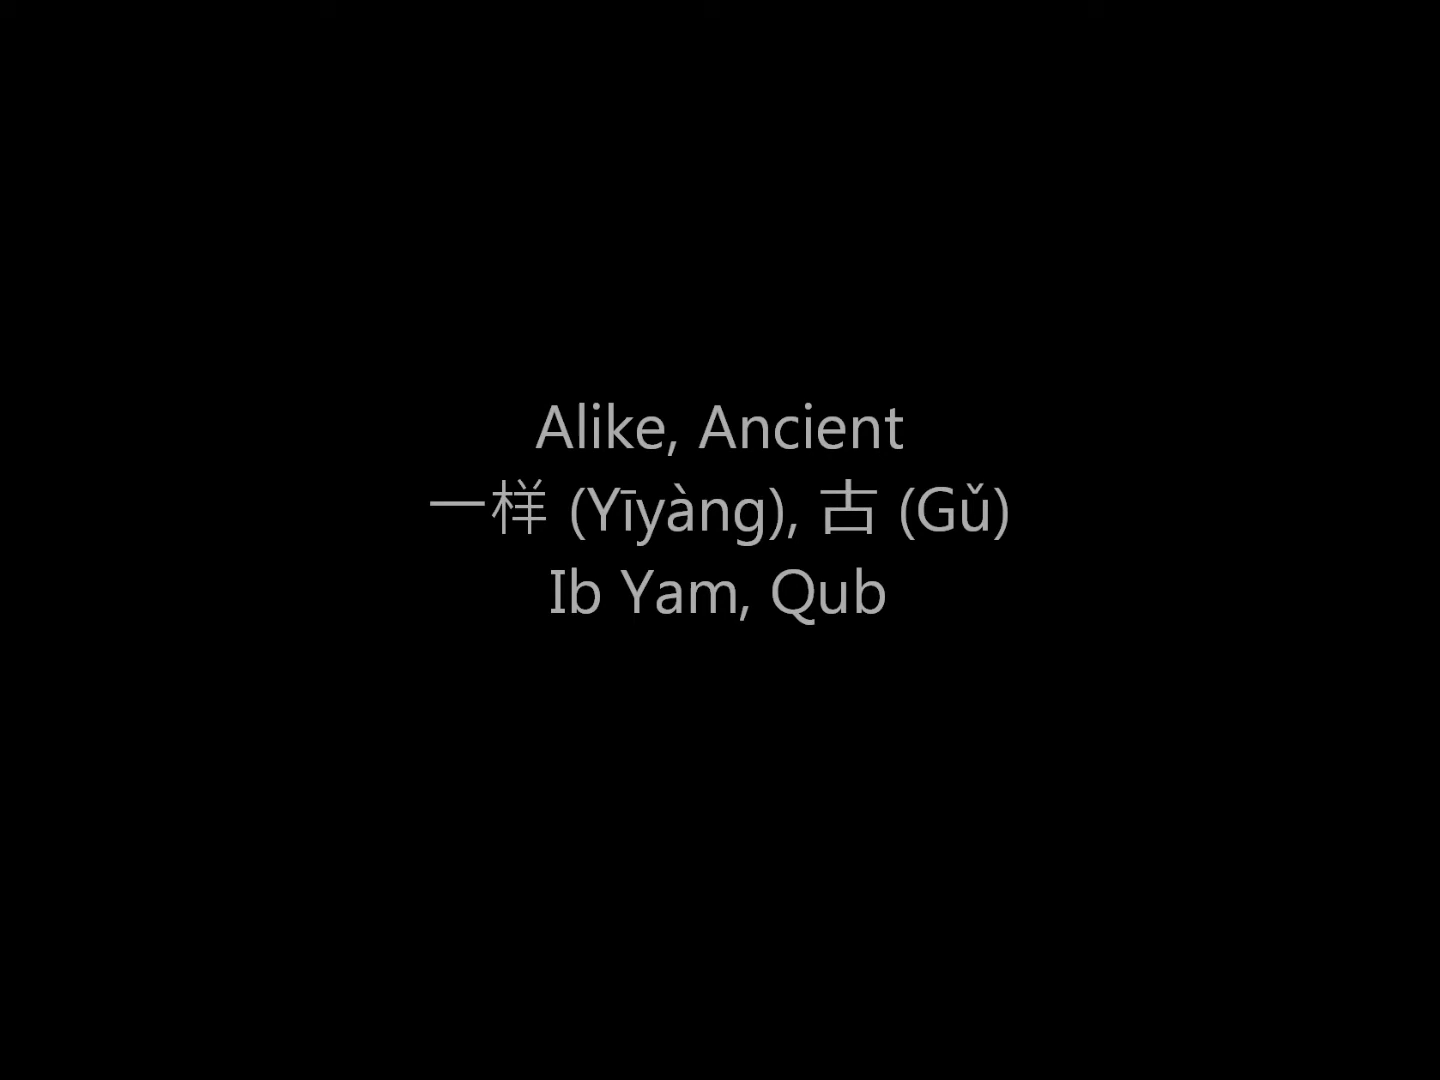 Alike, Ancient
一样 (Yīyàng), 古 (Gǔ)
Ib Yam, Qub